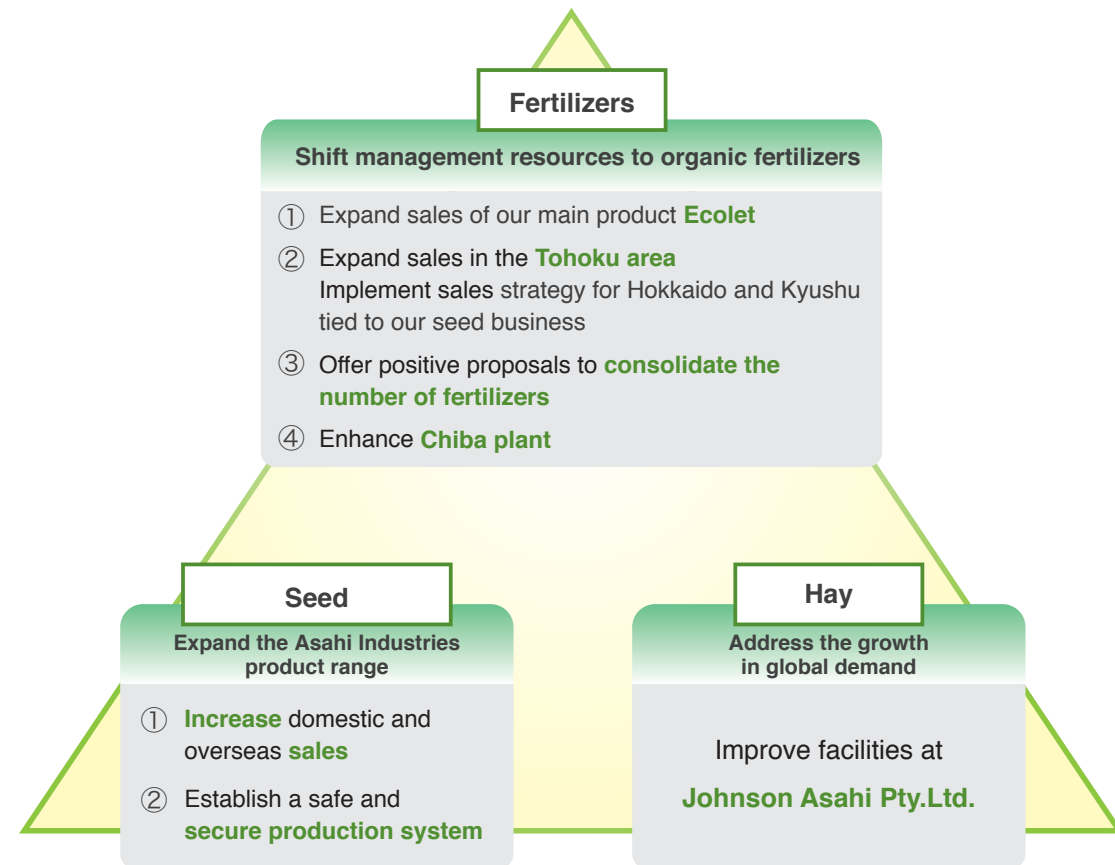 Fertilizers
Shift management resources to organic fertilizers
① Expand sales of our main product Ecolet
② Expand sales in the Tohoku area
Implement sales strategy for Hokkaido and Kyushu
tied to our seed business
③ Offer positive proposals to consolidate the
number of fertilizers
④ Enhance Chiba plant
Seed
Expand the Asahi Industries
product range
① Increase domestic and
overseas sales
② Establish a safe and
secure production system
Hay
Address the growth
in global demand
Improve facilities at
Johnson Asahi Pty.Ltd.